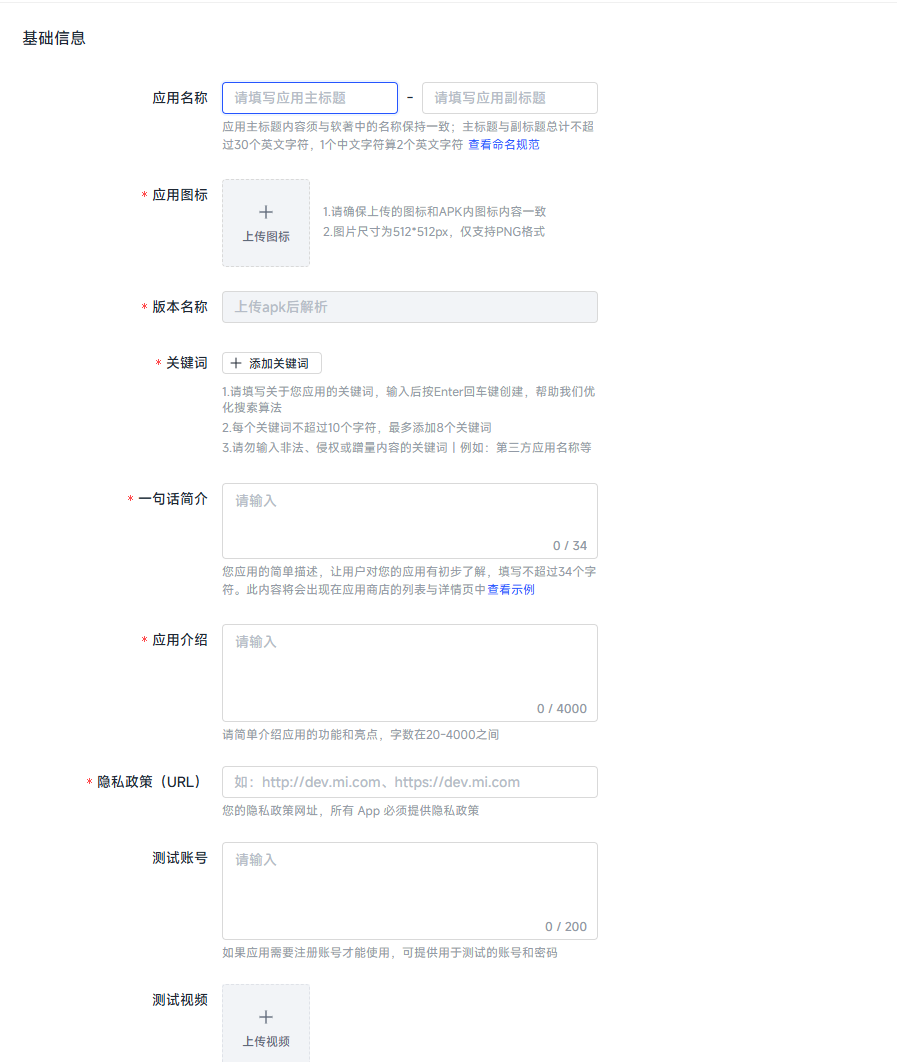 基础信息
应用名称 请填写应用主标题 - 请填写应用副标题
应用主标题内容须与软著中的名称保持一致；主标题与副标题总计不超
过30个英文字符，1个中文字符算2个英文字符 查看命名规范
* 应用图标
上传图标
1.请确保上传的图标和APK内图标内容一致
2.图片尺寸为512*512px，仅支持PNG格式
* 版本名称 上传apk后解析
* 关键词 添加关键词
1.请填写关于您应用的关键词，输入后按Enter回车键创建，帮助我们优
化搜索算法
2.每个关键词不超过10个字符，最多添加8个关键词
3.请勿输入非法、侵权或蹭量内容的关键词丨例如：第三方应用名称等
* 一句话简介 请输入
0 / 34
您应用的简单描述，让用户对您的应用有初步了解，填写不超过34个字
符。此内容将会出现在应用商店的列表与详情页中查看示例
* 应用介绍 请输入
0 / 4000
请简单介绍应用的功能和亮点，字数在20-4000之间
* 隐私政策（URL） 如：http://dev.mi.com、https://dev.mi.com
您的隐私政策网址，所有 App 必须提供隐私政策
测试账号 请输入
0 / 200
如果应用需要注册账号才能使用，可提供用于测试的账号和密码
测试视频
上传视频